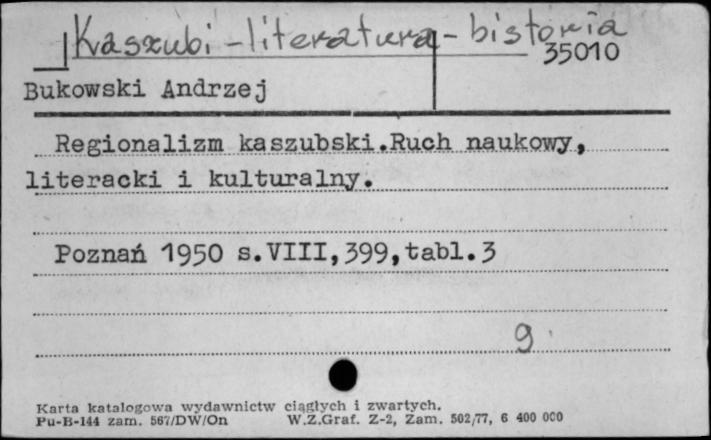 Kaszubi - literatura - historia
35010
Bukowski Andrzej
Regionalizm kaszubski.Ruch naukowy,
literacki i kulturalny.
Poznań 1950 s.VIII,399,tabl.3
9
Karta katalogowa wydawnictw ciągłych i zwartych.
Pu-B-144 zam. 567/DW/On W.Z.Graf. Z-2, Zam. 502/77, 6 400 000